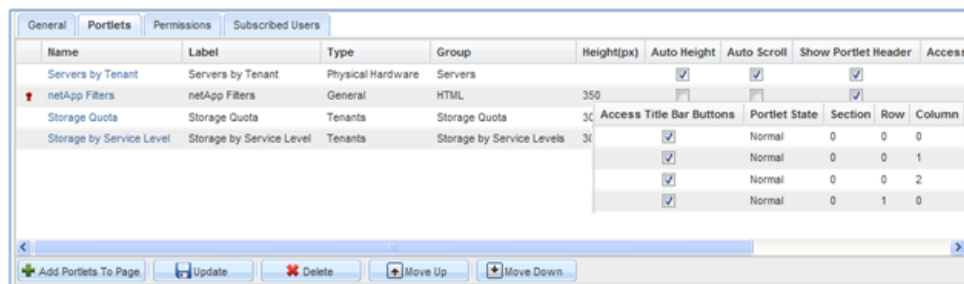 General Portlets Permissions Subscribed Users
Name Label Type Group Height(px) Auto Height Auto Scroll Show Portlet Header Access
Servers by Tenant Servers by Tenant Physical Hardware Servers
netApp Filters netApp Filters General HTML 350
Storage Quota Storage Quota Tenants Storage Quota 30
Storage by Service Level Storage by Service Level Tenants Storage by Service Levels 30
Access Title Bar Buttons Portlet State Section Row Column
Normal 0 0 0
Normal 0 0 1
Normal 0 0 2
Normal 0 1 0
Add Portlets To Page Update Delete Move Up Move Down